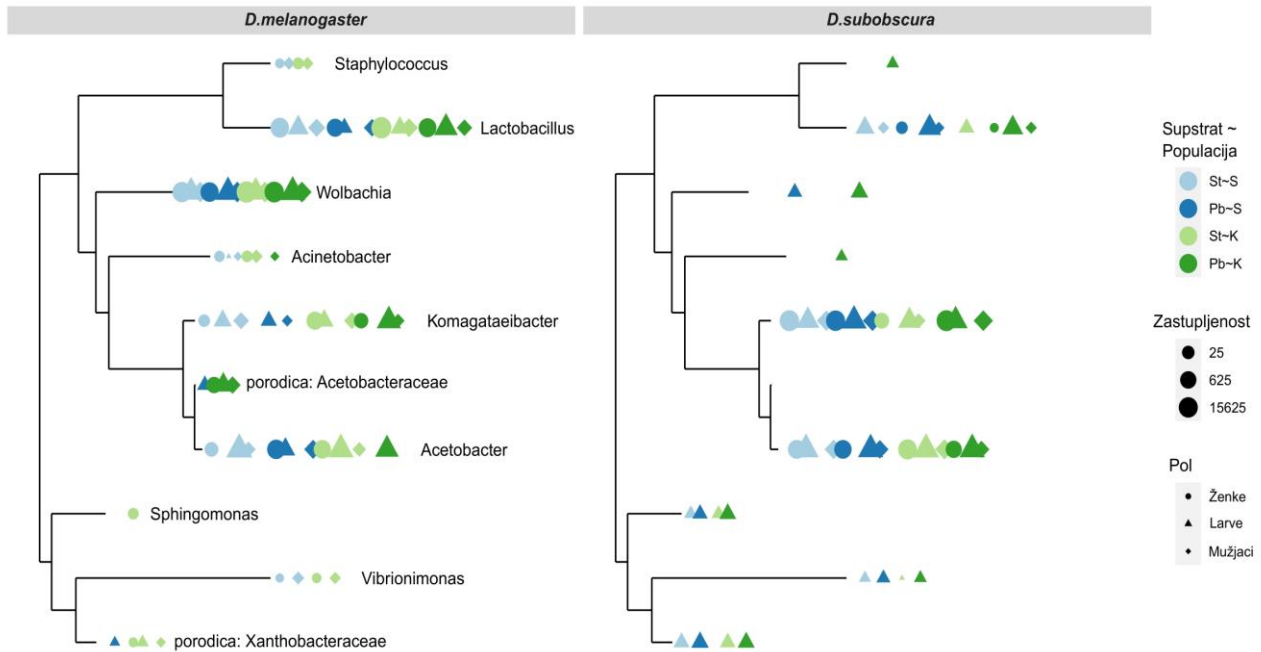 D.melanogaster
D.subobscura
Staphylococcus
Lactobacillus
Wolbachia
Acinetobacter
Komagataeibacter
porodica: Acetobacteraceae
Acetobacter
Sphingomonas
Vibrionimonas
porodica: Xanthobacteraceae
Supstrat ~
Populacija
St~S
Pb~S
St~K
Pb~K
Zastupljenost
25
625
15625
Pol
Ženke
Larve
Mužjaci